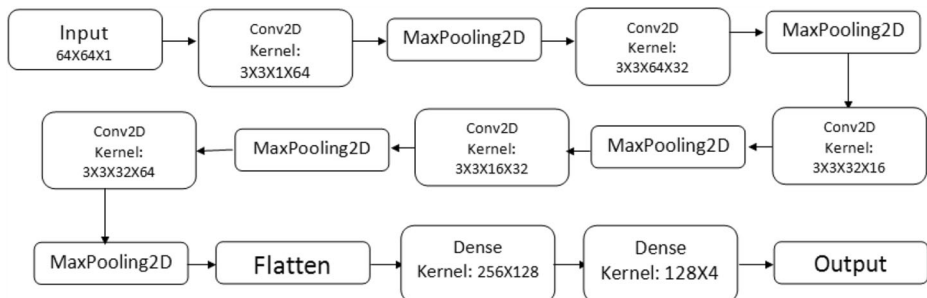 Input
64X64X1
Conv2D
Kernel:
3X3X1X64
MaxPooling2D
Conv2D
Kernel:
3X3X64X32
MaxPooling2D
Conv2D
Kernel:
3X3X32X16
MaxPooling2D
Conv2D
Kernel:
3X3X16X32
MaxPooling2D
Conv2D
Kernel:
3X3X32X64
MaxPooling2D
Flatten
Dense
Kernel: 256X128
Dense
Kernel: 128X4
Output